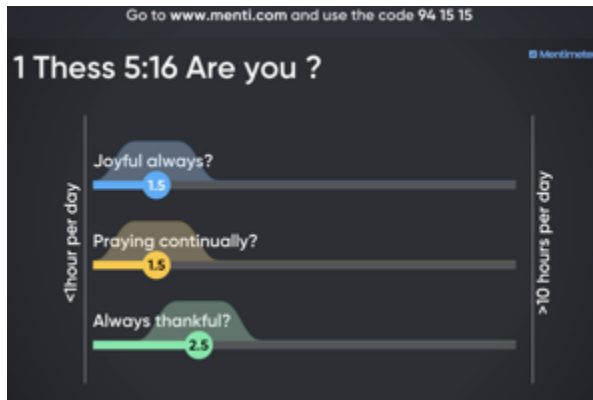 Go to www.menti.com and use the code 94 15 15
Mentimeter
1 Thess 5:16 Are you ?
Joyful always?
1.5
Praying continually?
1.5
Always thankful?
2.5
<1hour per day
>10 hours per day